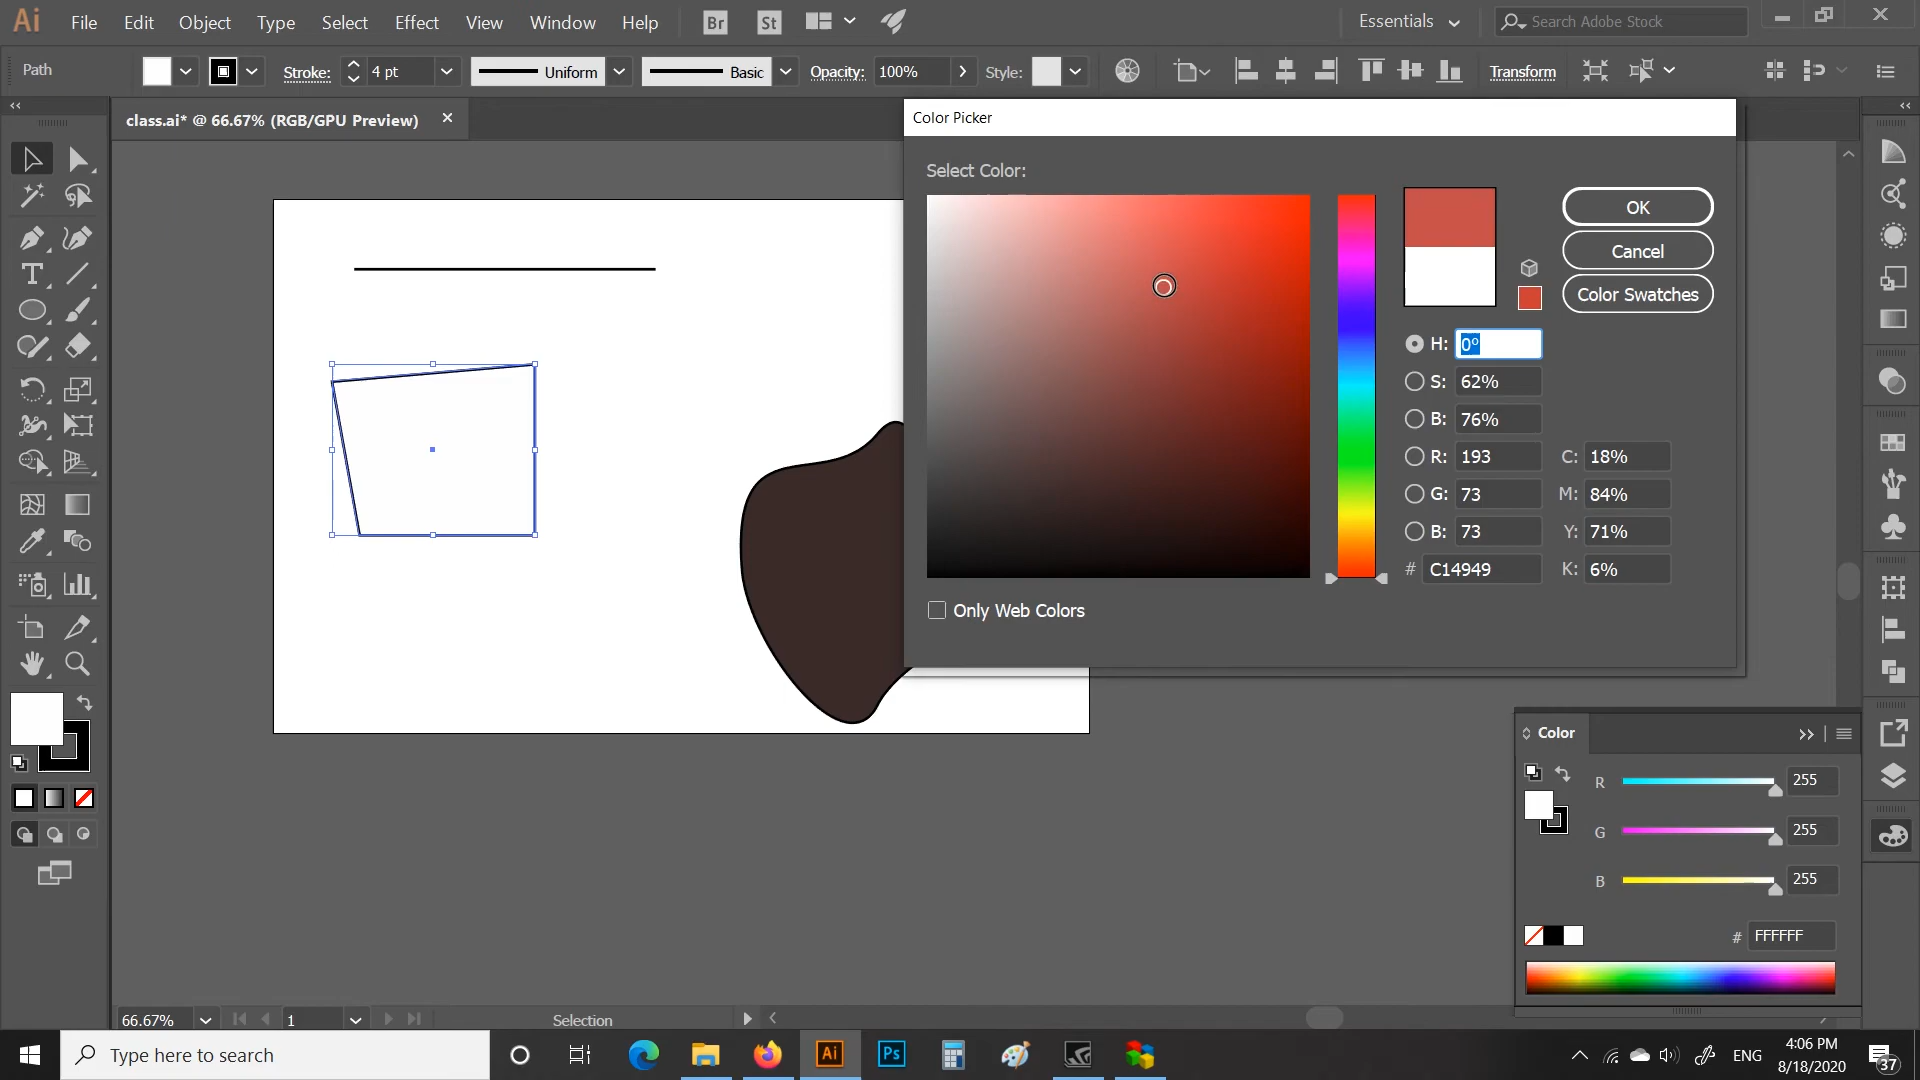 Ai File Edit Object Type Select Effect View Window Help Br St Essentials Search Adobe Stock
Path Stroke: 4 pt Uniform Basic Opacity: 100% Style: Transform
class.ai* @ 66.67% (RGB/GPU Preview)
Color Picker
Select Color:
OK
Cancel
Color Swatches
H: 0°
S: 62%
B: 76%
R: 193 C: 18%
G: 73 M: 84%
B: 73 Y: 71%
# C14949 K: 6%
Only Web Colors
Color
R 255
G 255
B 255
# FFFFFF
66.67% 1 Selection
Type here to search
Ai Ps
ENG
4:06 PM
8/18/2020
37